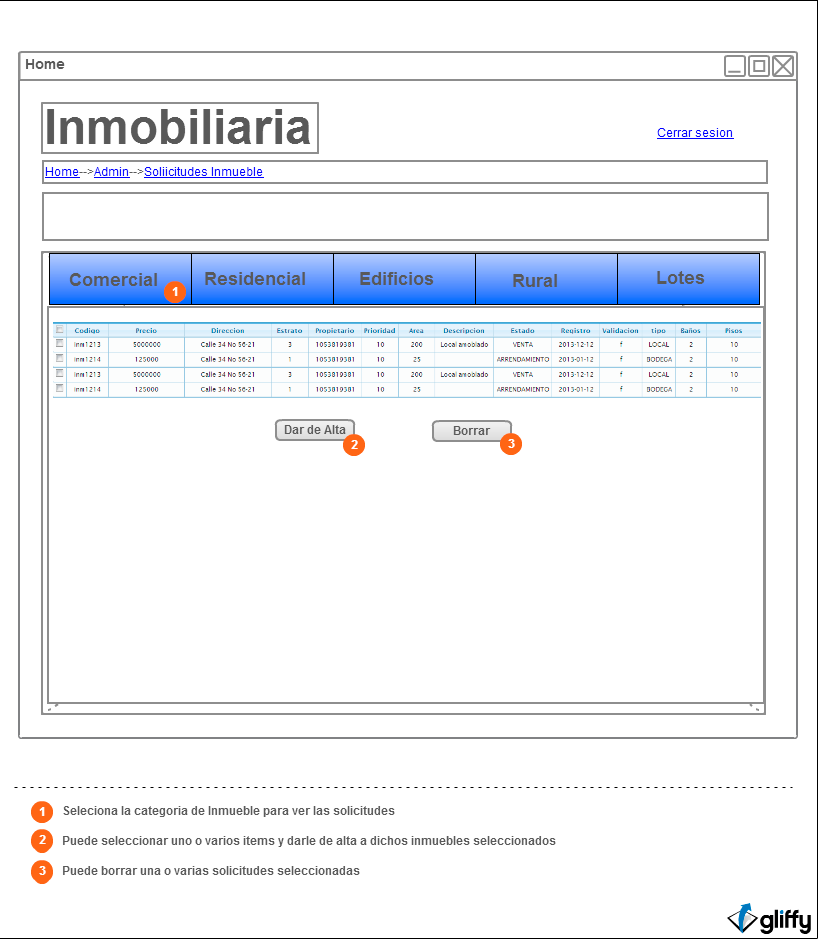 Home
Inmobiliaria
Cerrar sesion
Home-->Admin-->Soliicitudes Inmueble
Comercial Residencial Edificios Rural Lotes
1
Codigo Precio Direccion Estrato Propietario Prioridad Area Descripcion Estado Registro Validacion tipo Baños Pisos
inm1213 5000000 Calle 34 No 56-21 3 1053819381 10 200 Local amoblado VENTA 2013-12-12 f LOCAL 2 10
inm1214 125000 Calle 34 No 56-21 1 1053819381 10 25 ARRENDAMIENTO 2013-01-12 f BODEGA 2 10
inm1213 5000000 Calle 34 No 56-21 3 1053819381 10 200 Local amoblado VENTA 2013-12-12 f LOCAL 2 10
inm1214 125000 Calle 34 No 56-21 1 1053819381 10 25 ARRENDAMIENTO 2013-01-12 f BODEGA 2 10
Dar de Alta Borrar
2 3
1 Seleciona la categoria de Inmueble para ver las solicitudes
2 Puede seleccionar uno o varios items y darle de alta a dichos inmuebles seleccionados
3 Puede borrar una o varias solicitudes seleccionadas
gliffy